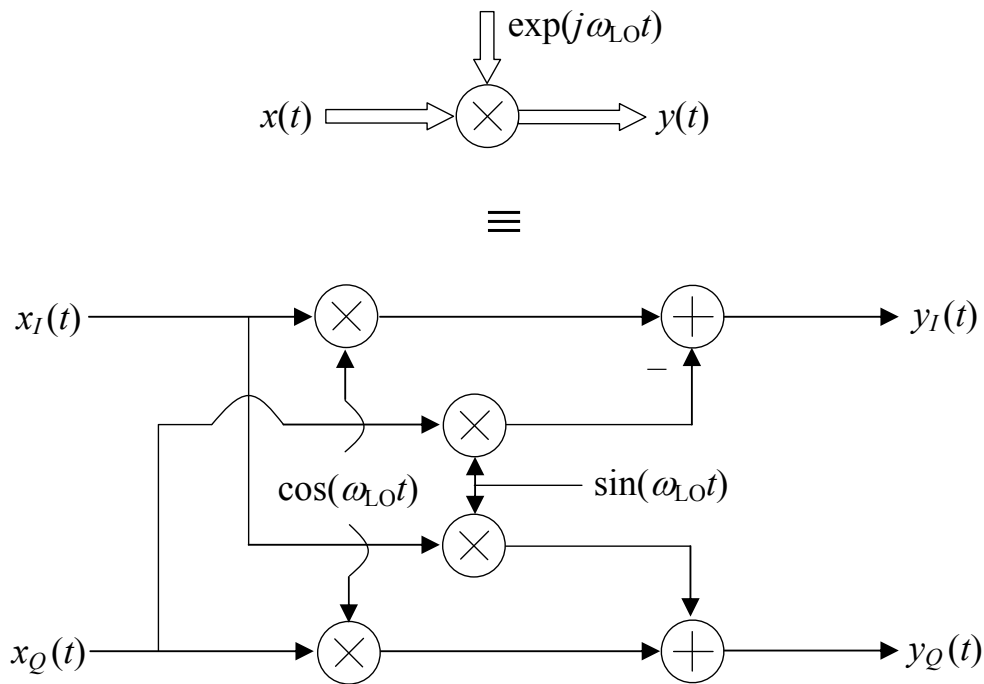 exp(jω_LO t)
x(t) y(t)
≡
x_I(t) y_I(t)
–
cos(ω_LO t) sin(ω_LO t)
x_Q(t) y_Q(t)